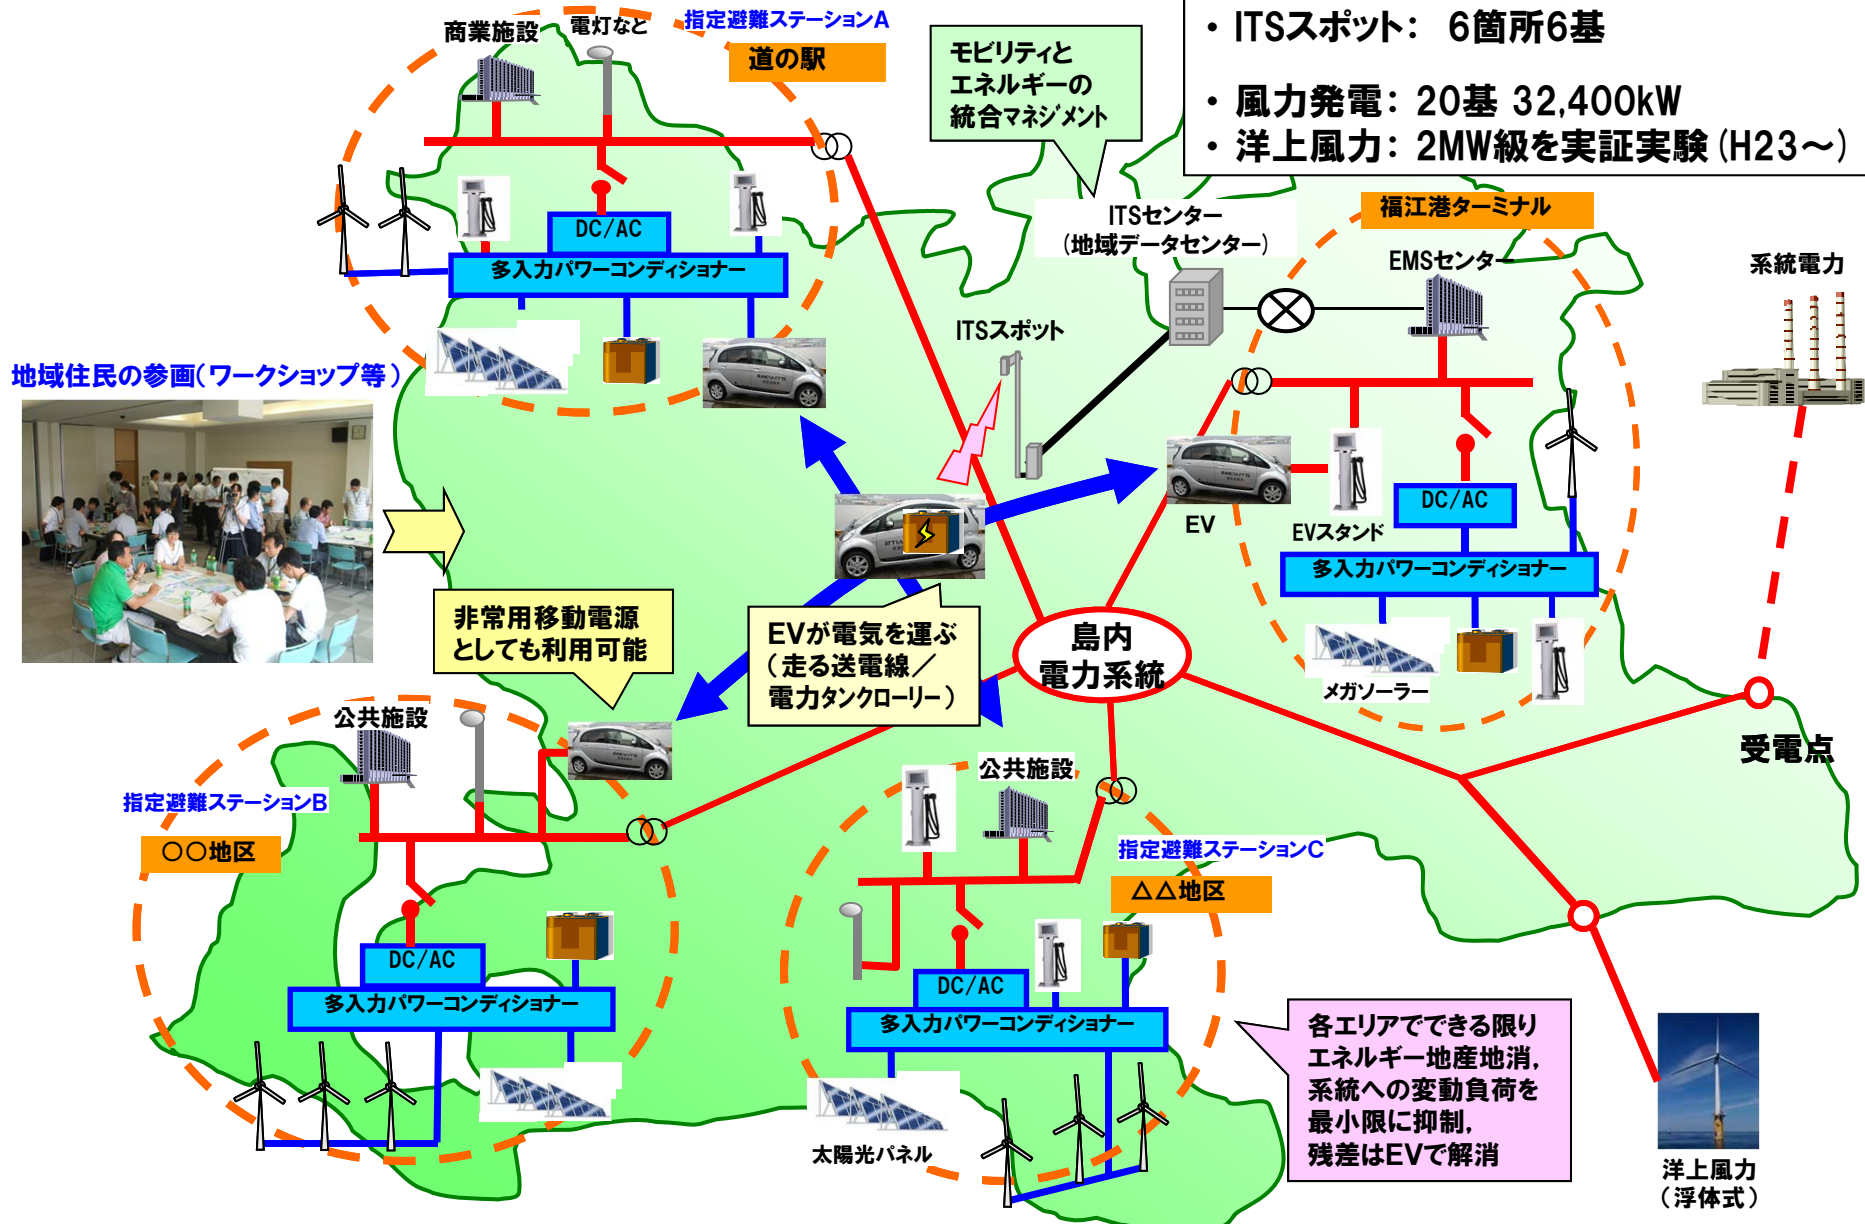 ・ITSスポット： 6箇所6基
・風力発電：20基 32,400kW
・洋上風力：2MW級を実証実験（H23～）
商業施設
電灯など
指定避難ステーションA
道の駅
モビリティと
エネルギーの
統合マネジメント
DC/AC
多入力パワーコンディショナー
ITSセンター
（地域データセンター）
福江港ターミナル
EMSセンター
系統電力
ITSスポット
地域住民の参画（ワークショップ等）
EV
EVスタンド
DC/AC
多入力パワーコンディショナー
メガソーラー
非常用移動電源
としても利用可能
EVが電気を運ぶ
（走る送電線／
電力タンクローリー）
島内
電力系統
受電点
公共施設
指定避難ステーションB
○○地区
DC/AC
多入力パワーコンディショナー
公共施設
指定避難ステーションC
△△地区
DC/AC
多入力パワーコンディショナー
太陽光パネル
各エリアでできる限り
エネルギー地産地消，
系統への変動負荷を
最小限に抑制，
残差はEVで解消
洋上風力
（浮体式）